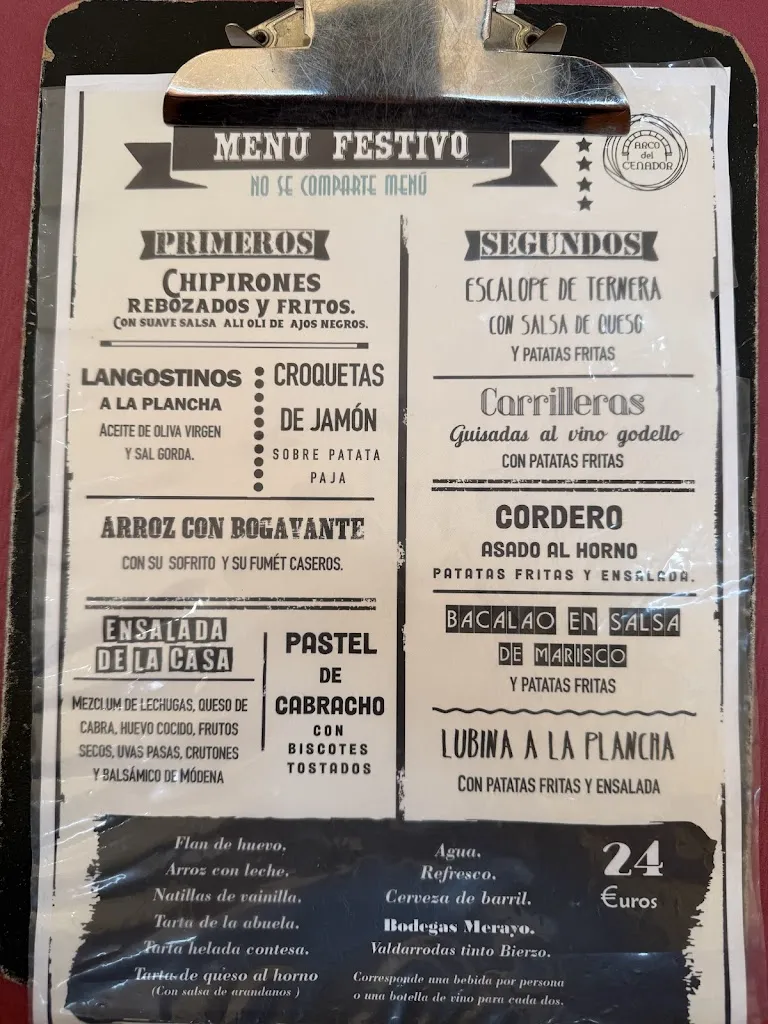 MENÚ FESTIVO
NO SE COMPARTE MENÚ
ARCO
del
CENADOR
PRIMEROS
CHIPIRONES
REBOZADOS Y FRITOS.
CON SUAVE SALSA ALI OLI DE AJOS NEGROS.
LANGOSTINOS
A LA PLANCHA
ACEITE DE OLIVA VIRGEN
Y SAL GORDA.
CROQUETAS
DE JAMÓN
SOBRE PATATA
PAJA
ARROZ CON BOGAVANTE
CON SU SOFRITO Y SU FUMÉT CASEROS.
ENSALADA
DE LA CASA
MEZCLUM DE LECHUGAS, QUESO DE
CABRA, HUEVO COCIDO, FRUTOS
SECOS, UVAS PASAS, CRUTONES
Y BALSÁMICO DE MÓDENA
PASTEL
DE
CABRACHO
CON
BISCOTES
TOSTADOS
SEGUNDOS
ESCALOPE DE TERNERA
CON SALSA DE QUESO
Y PATATAS FRITAS
Carrilleras
Guisadas al vino godello
CON PATATAS FRITAS
CORDERO
ASADO AL HORNO
PATATAS FRITAS Y ENSALADA.
BACALAO EN SALSA
DE MARISCO
Y PATATAS FRITAS
LUBINA A LA PLANCHA
CON PATATAS FRITAS Y ENSALADA
Flan de huevo.
Arroz con leche.
Natillas de vainilla.
Tarta de la abuela.
Tarta helada contesa.
Tarta de queso al horno
(Con salsa de arandanos )
Agua.
Refresco.
Cerveza de barril.
Bodegas Merayo.
Valdarrodas tinto Bierzo.
Corresponde una bebida por persona
o una botella de vino para cada dos.
24
€uros